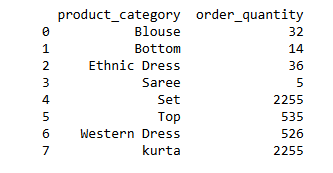 product_category order_quantity
0 Blouse 32
1 Bottom 14
2 Ethnic Dress 36
3 Saree 5
4 Set 2255
5 Top 535
6 Western Dress 526
7 kurta 2255